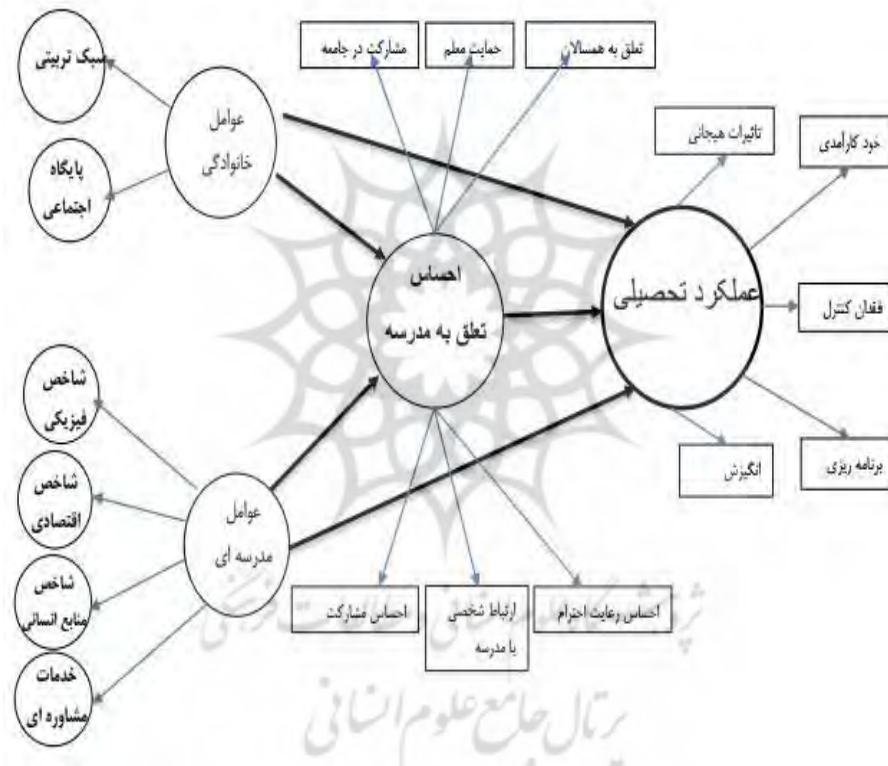 مشارکت در جامعه
حمایت معلم
تعلق به همسالان
سبک تربیتی
عوامل
خانوادگی
پایگاه
اجتماعی
تاثیرات هیجانی
خود کارآمدی
احساس
تعلق به مدرسه
عملکرد تحصیلی
فقدان کنترل
انگیزش
برنامه ریزی
شاخص
فیزیکی
شاخص
اقتصادی
عوامل
مدرسه ای
شاخص
منابع انسانی
خدمات
مشاوره ای
احساس مشارکت
ارتباط شخصی
با مدرسه
احساس رعایت احترام
پرتال جامع علوم انسانی